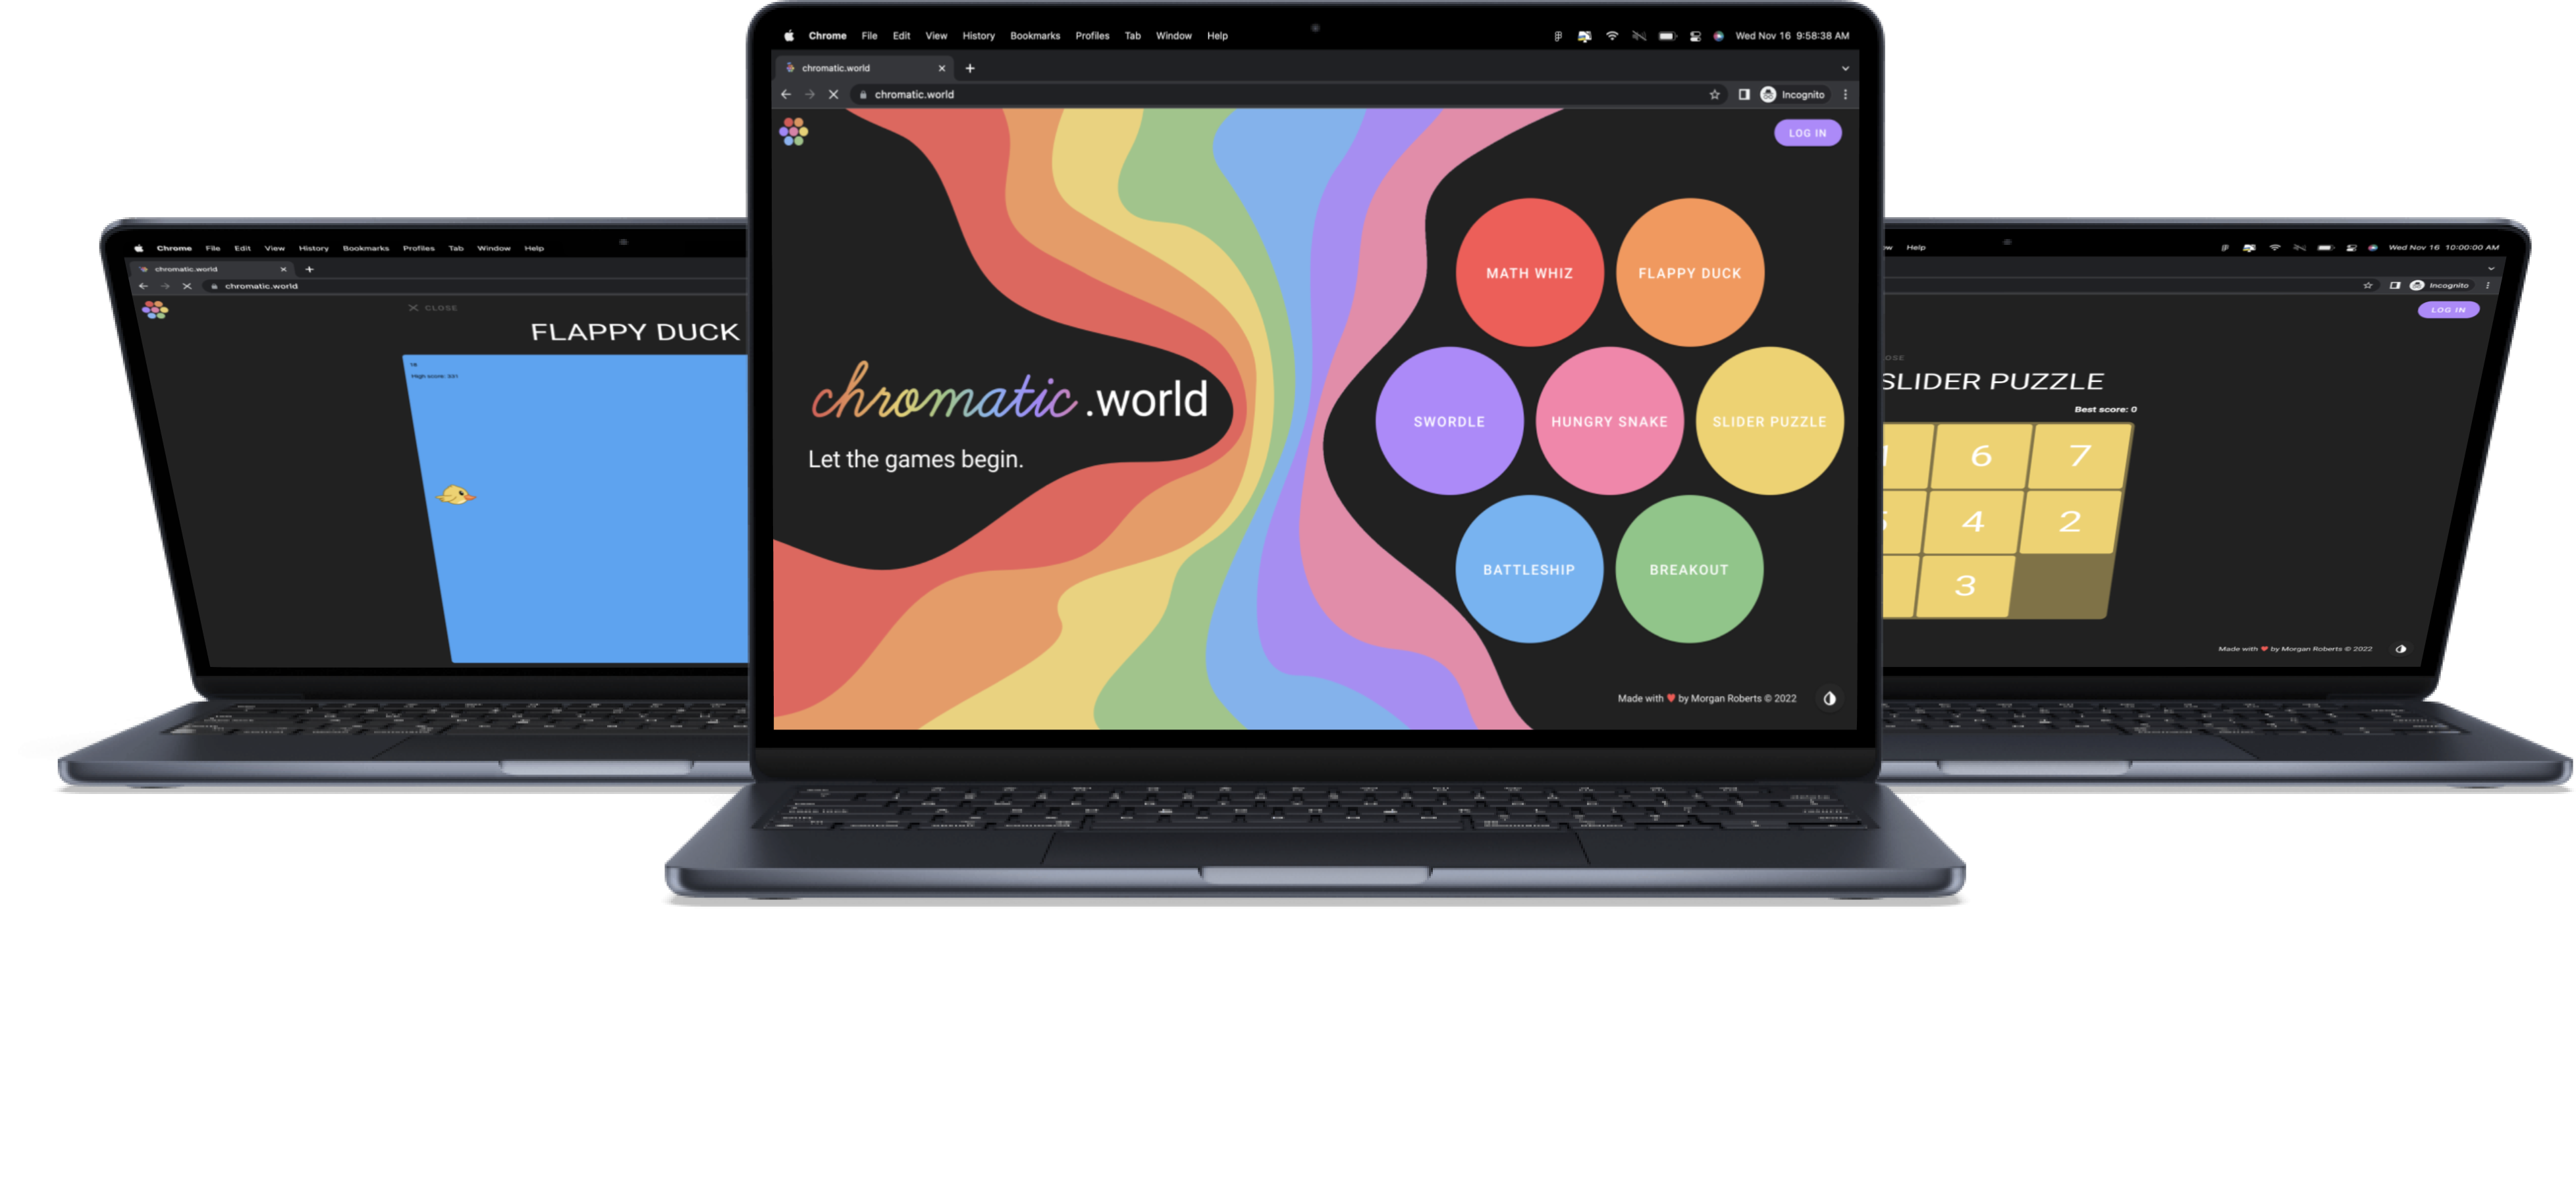 Chrome File Edit View History Bookmarks Profiles Tab Window Help
Wed Nov 16 9:58:38 AM
chromatic.world
chromatic.world
Incognito
LOG IN
chromatic.world
Let the games begin.
MATH WHIZ
FLAPPY DUCK
SWORDLE
HUNGRY SNAKE
SLIDER PUZZLE
BATTLESHIP
BREAKOUT
Made with ❤ by Morgan Roberts © 2022
Chrome File Edit View History Bookmarks Profiles Tab Window Help
chromatic.world
chromatic.world
CLOSE
FLAPPY DUCK
High score: 331
Help
Wed Nov 16 10:00:00 AM
Incognito
LOG IN
SLIDER PUZZLE
Best score: 0
6 7
4 2
3
Made with ❤ by Morgan Roberts © 2022